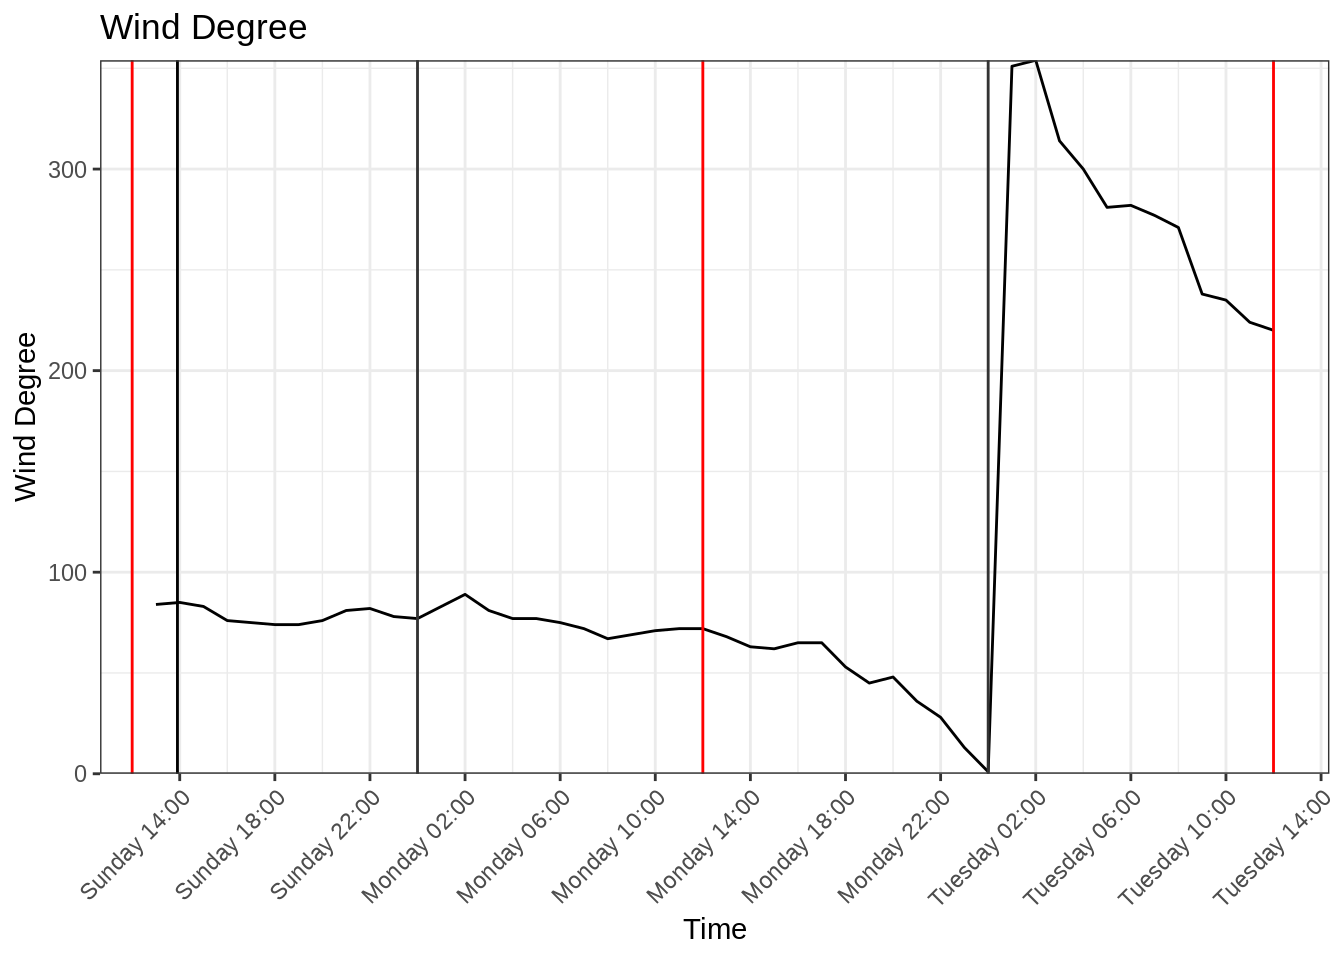 Wind Degree
Wind Degree
300
200
100
0
Sunday 14:00
Sunday 18:00
Sunday 22:00
Monday 02:00
Monday 06:00
Monday 10:00
Monday 14:00
Monday 18:00
Monday 22:00
Tuesday 02:00
Tuesday 06:00
Tuesday 10:00
Tuesday 14:00
Time